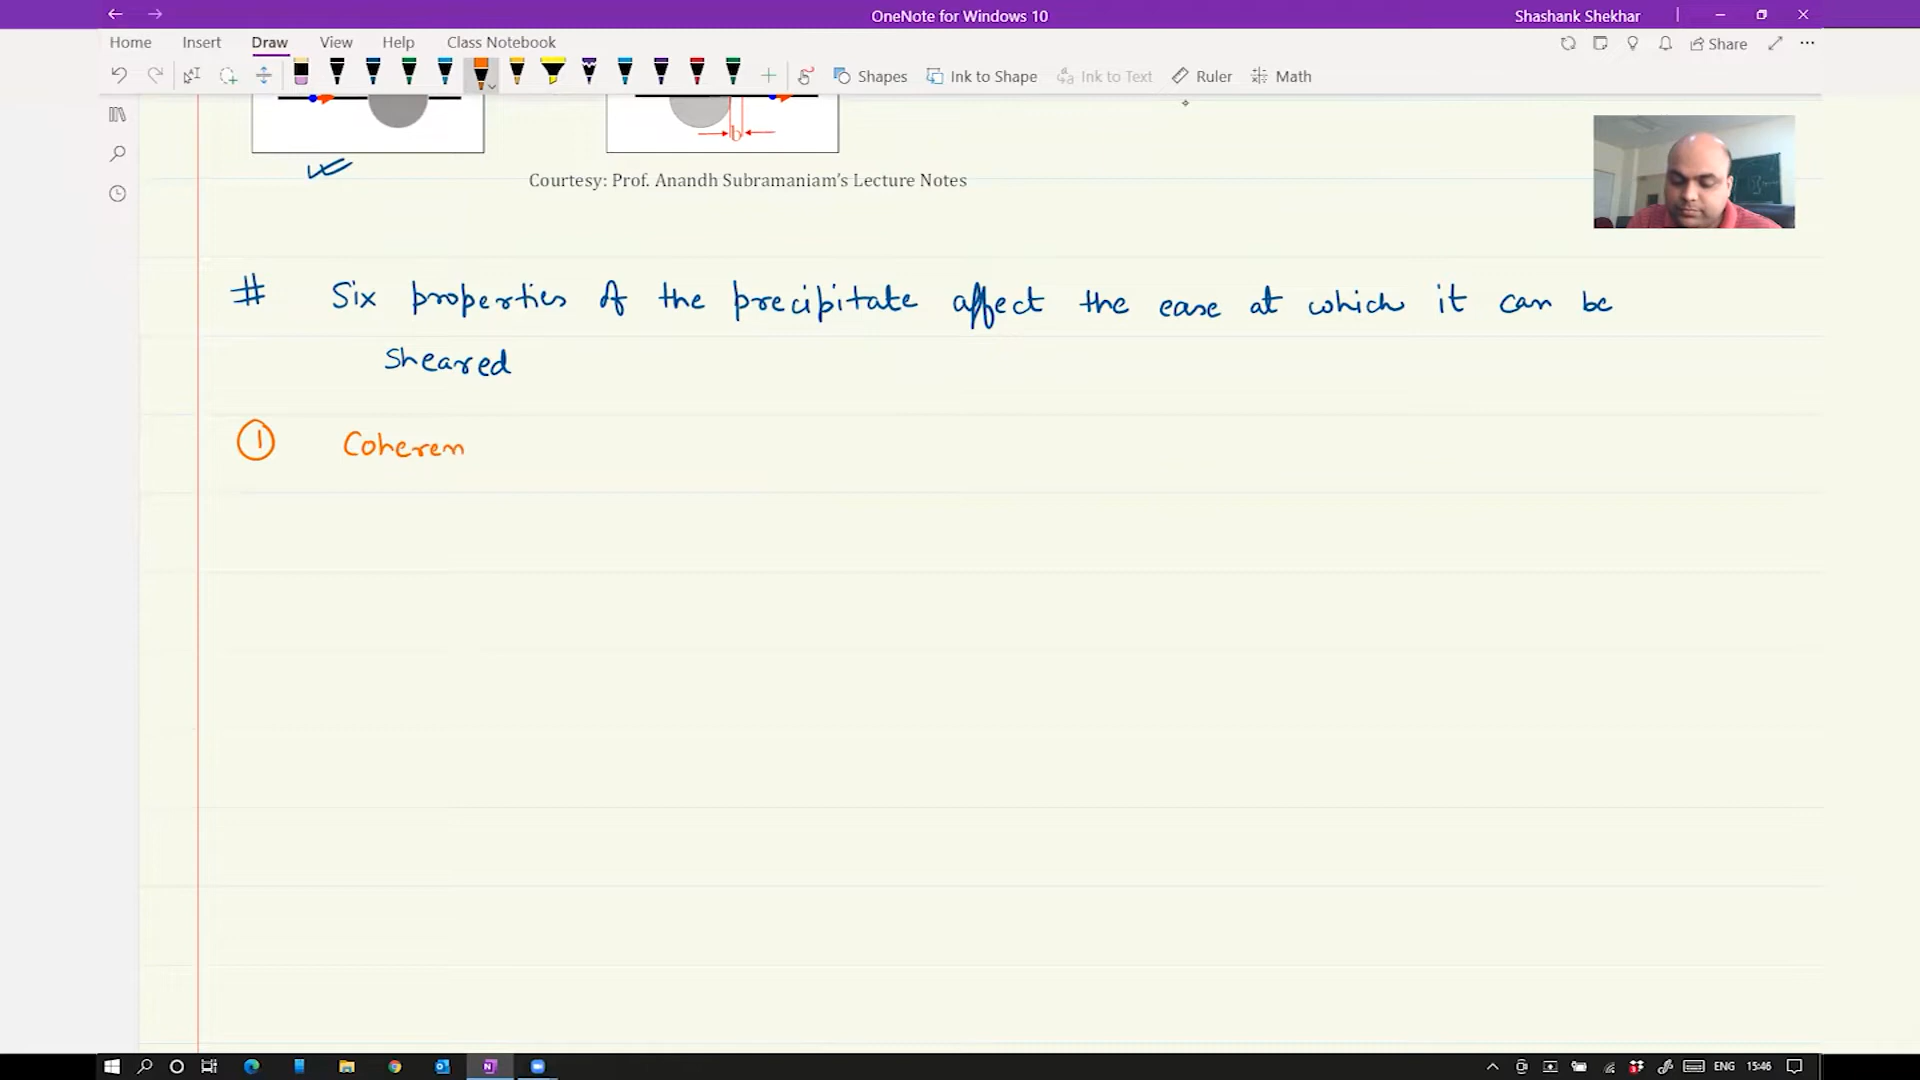 OneNote for Windows 10
Shashank Shekhar
Home Insert Draw View Help Class Notebook
Share
Shapes Ink to Shape Ink to Text Ruler Math
b
Courtesy: Prof. Anandh Subramaniam's Lecture Notes
# Six properties of the precipitate affect the ease at which it can be
sheared
① Coheren
ENG 15:46